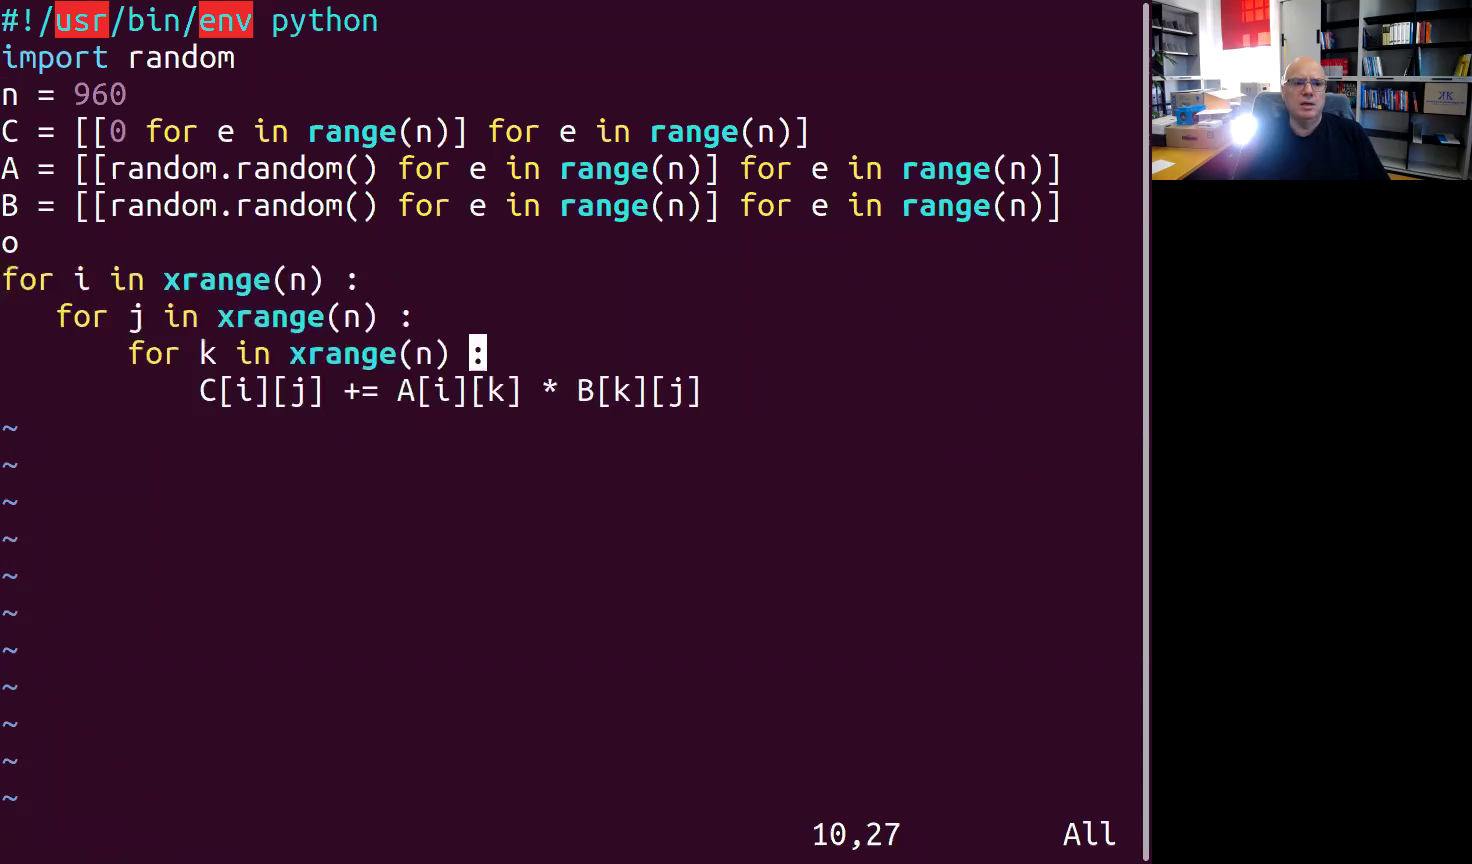 #!/usr/bin/env python
import random
n = 960
C = [[0 for e in range(n)] for e in range(n)]
A = [[random.random() for e in range(n)] for e in range(n)]
B = [[random.random() for e in range(n)] for e in range(n)]
o
for i in xrange(n) :
   for j in xrange(n) :
       for k in xrange(n) :
           C[i][j] += A[i][k] * B[k][j]
~
~
~
~
~
~
~
~
~
~
~
10,27 All